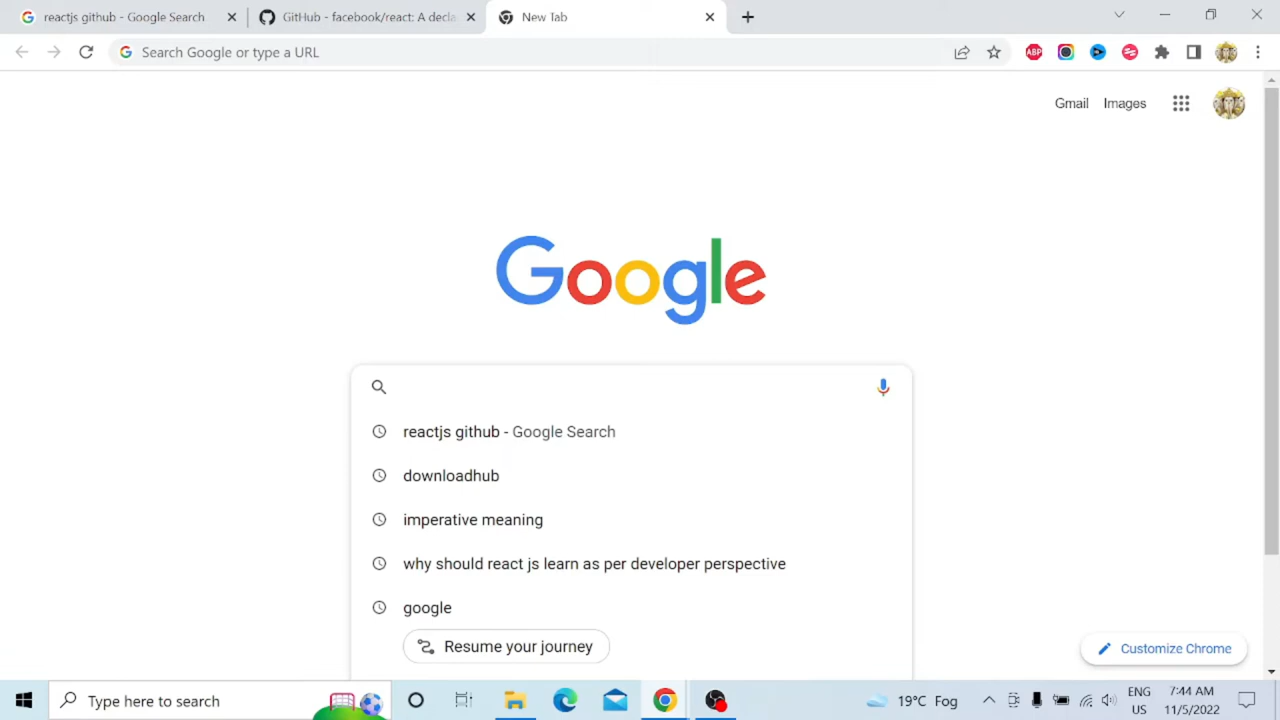 reactjs github - Google Search
GitHub - facebook/react: A decla
New Tab
Search Google or type a URL
ABP
Gmail Images
Google
reactjs github - Google Search
downloadhub
imperative meaning
why should react js learn as per developer perspective
google
Resume your journey
Customize Chrome
Type here to search
19°C Fog
ENG
US
7:44 AM
11/5/2022